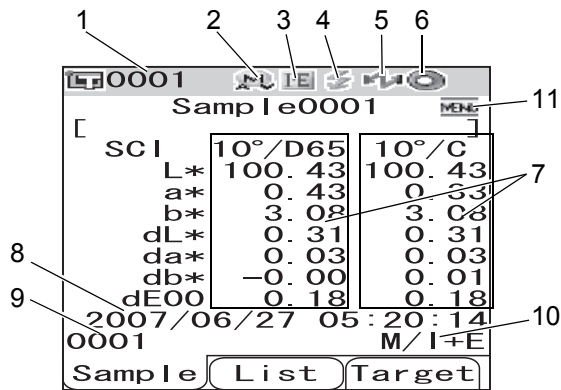 1 2 3 4 5 6
0001
Sample0001 MENU 11
[ ]
SCI 10°/D65 10°/C
L* 100.43 100.43
a* 0.43 0.33
b* 3.08 3.08 7
dL* 0.31 0.31
da* 0.03 0.03
8 db* -0.00 0.01
dE00 0.18 0.18
9 2007/06/27 05:20:14
0001 M/I+E 10
Sample List Target